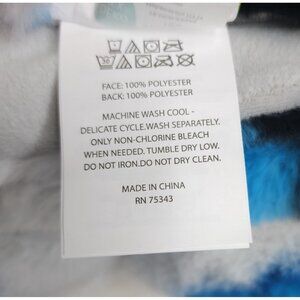 30
FACE: 100% POLYESTER
BACK: 100% POLYESTER
MACHINE WASH COOL -
DELICATE CYCLE.WASH SEPARATELY.
ONLY NON-CHLORINE BLEACH
WHEN NEEDED. TUMBLE DRY LOW.
DO NOT IRON.DO NOT DRY CLEAN.
MADE IN CHINA
RN 75343